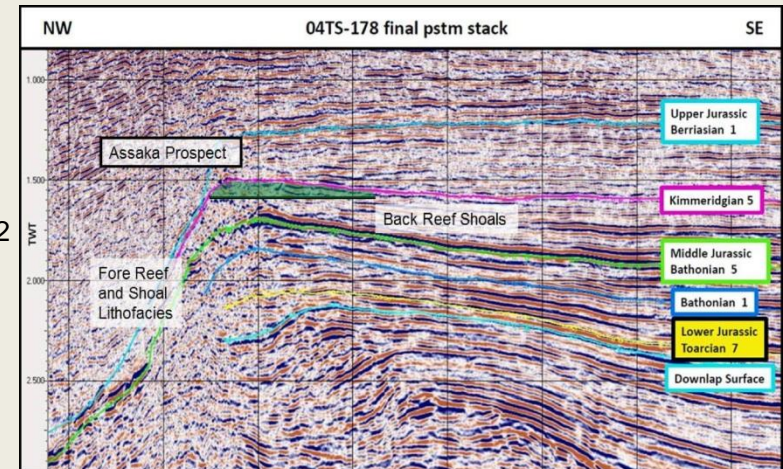 NW 04TS-178 final pstm stack SE
1.000
Upper Jurassic
Berriasian 1
Assaka Prospect
1.500
Kimmeridgian 5
Back Reef Shoals
2
TWT
Middle Jurassic
Bathonian 5
2.000
Fore Reef
and Shoal
Lithofacies
Bathonian 1
Lower Jurassic
Toarcian 7
Downlap Surface
2.500